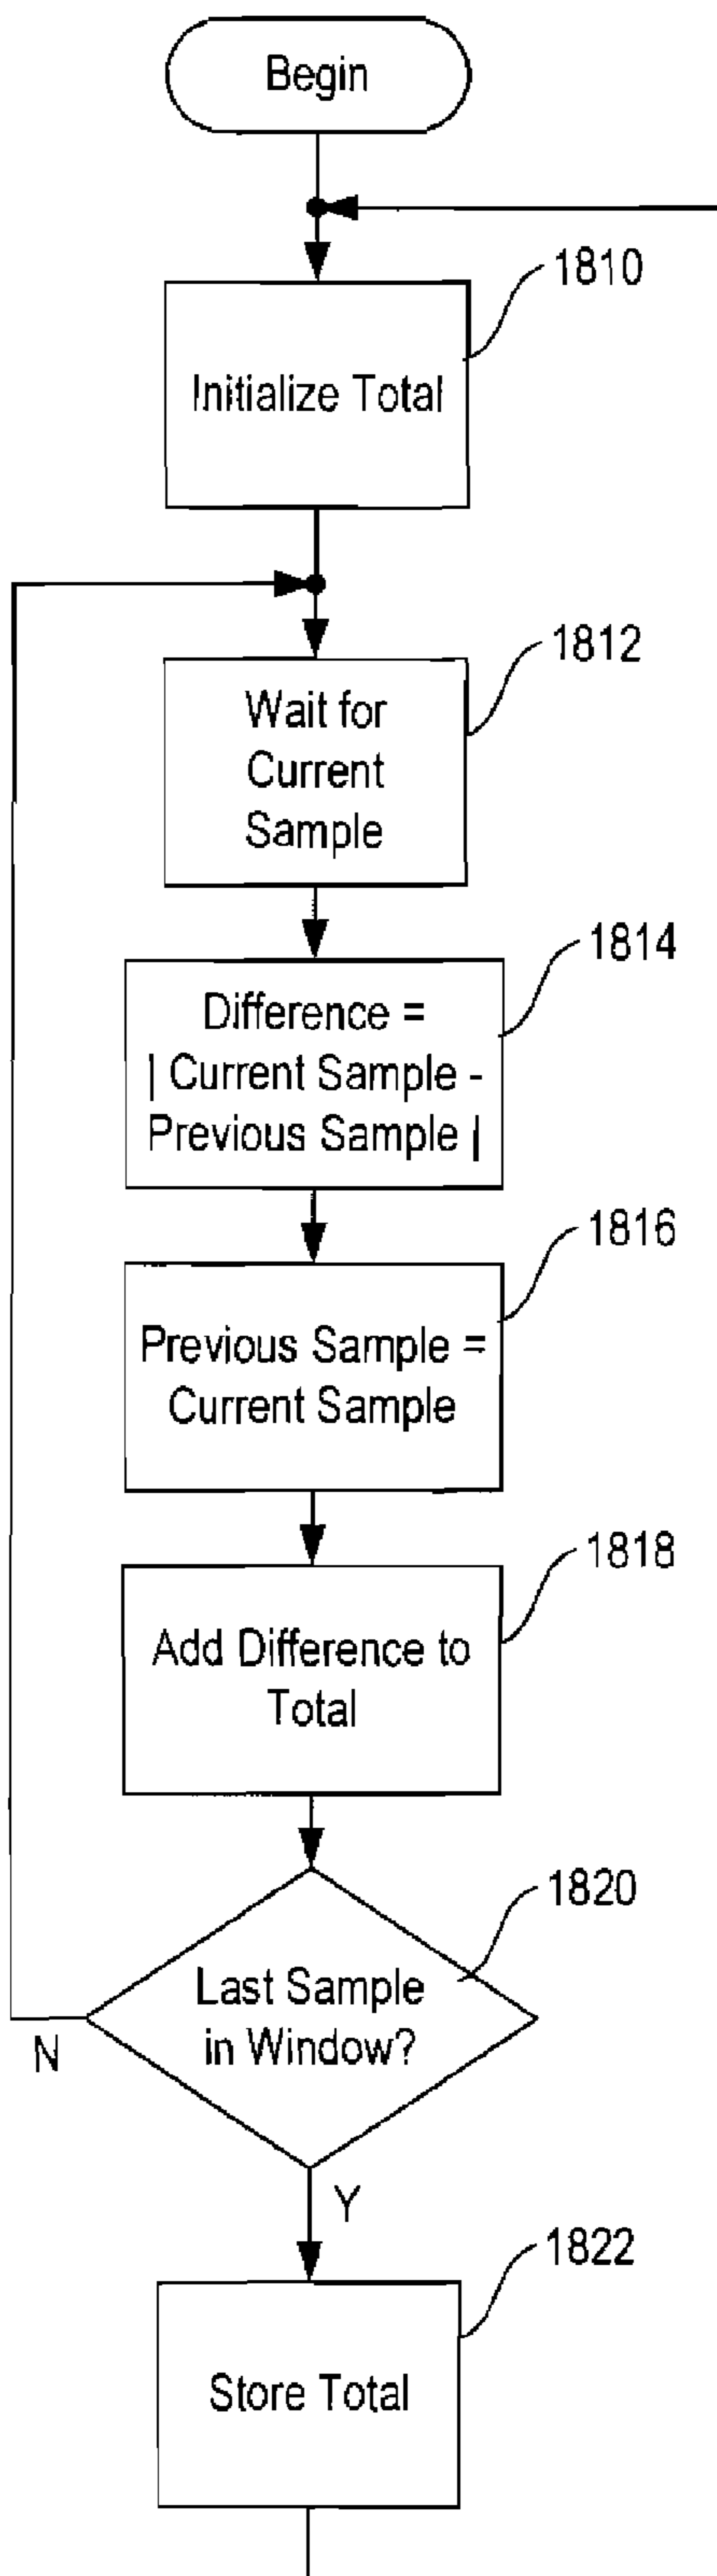 Begin
1810
Initialize Total
1812
Wait for
Current
Sample
1814
Difference =
| Current Sample -
Previous Sample |
1816
Previous Sample =
Current Sample
1818
Add Difference to
Total
1820
Last Sample
in Window?
N
Y
1822
Store Total